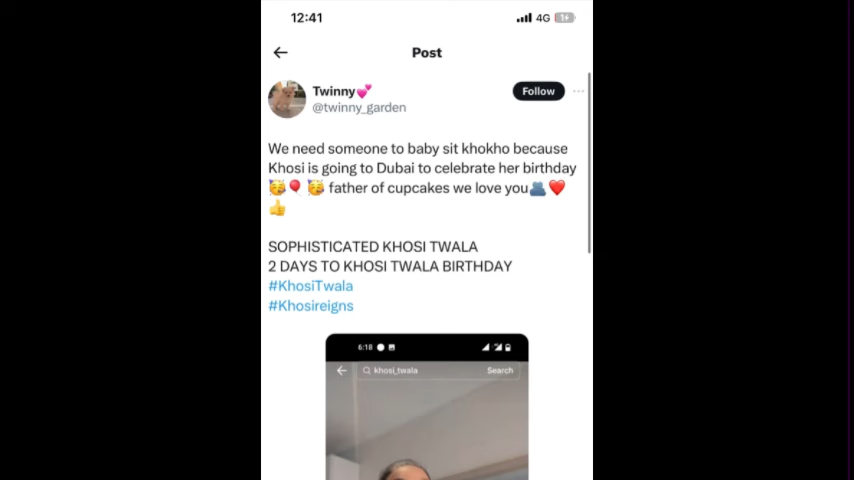 12:41
4G
1+
Post
Twinny💕
@twinny_garden
Follow
We need someone to baby sit khokho because
Khosi is going to Dubai to celebrate her birthday
🥳🎈 🥳 father of cupcakes we love you🫂❤️
👍
SOPHISTICATED KHOSI TWALA
2 DAYS TO KHOSI TWALA BIRTHDAY
#KhosiTwala
#Khosireigns
6:18
khosi_twala
Search